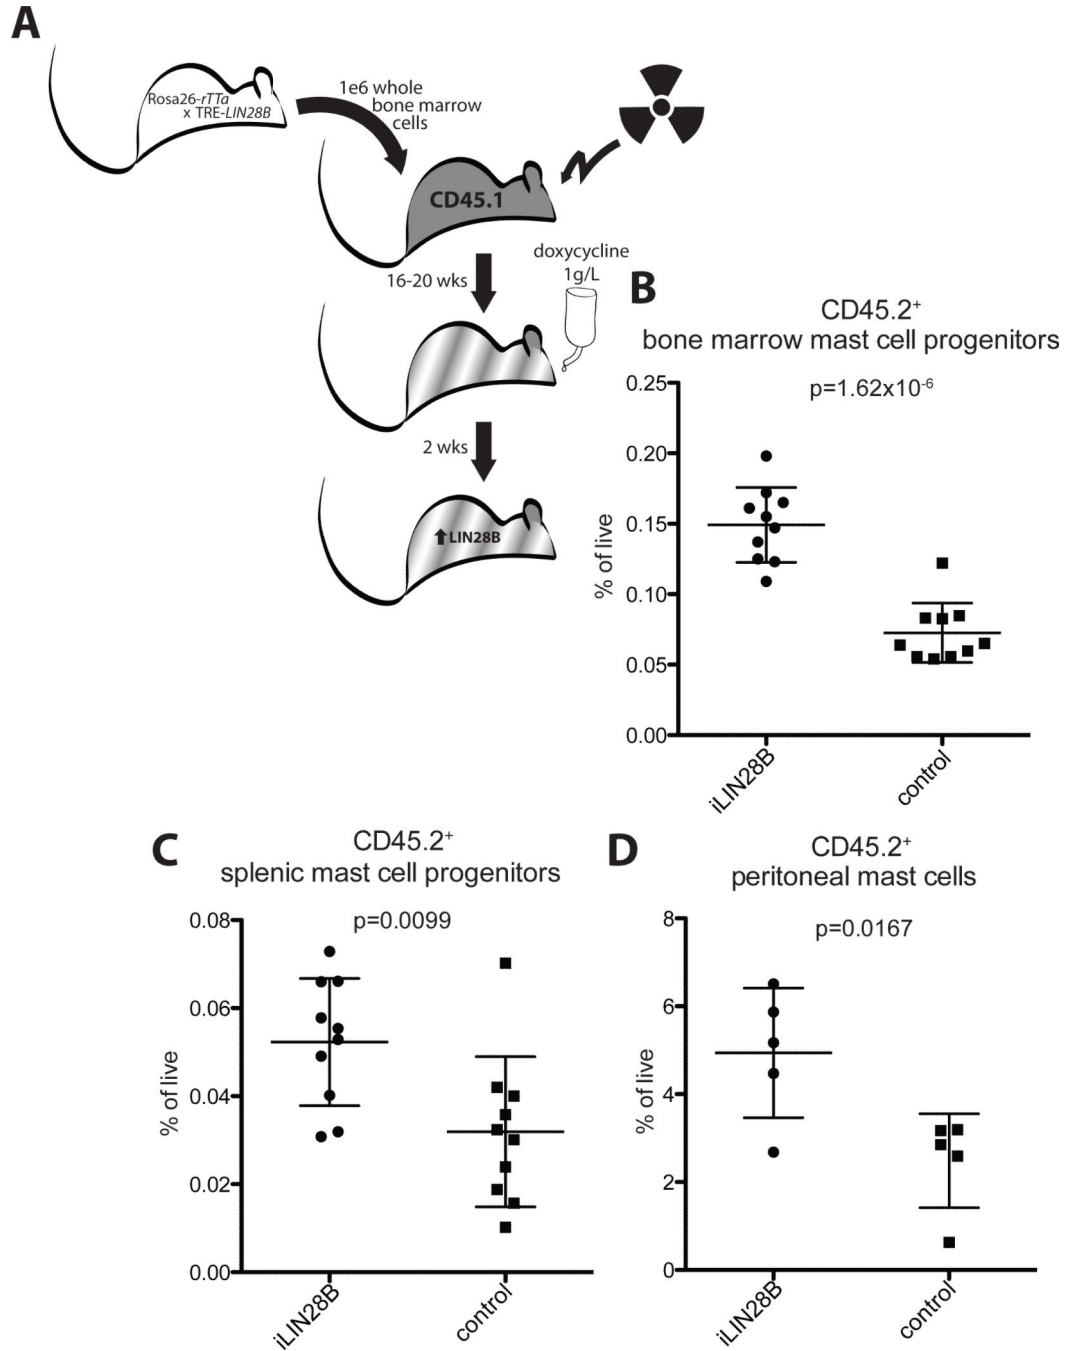 A
Rosa26-rTTa
x TRE-LIN28B
1e6 whole
bone marrow
cells
CD45.1
16-20 wks
doxycycline
1g/L
2 wks
LIN28B
B
CD45.2⁺
bone marrow mast cell progenitors
p=1.62x10⁻⁶
0.25
0.20
0.15
0.10
0.05
0.00
% of live
iLIN28B
control
C
CD45.2⁺
splenic mast cell progenitors
p=0.0099
0.08
0.06
0.04
0.02
0.00
% of live
iLIN28B
control
D
CD45.2⁺
peritoneal mast cells
p=0.0167
8
6
4
2
0
% of live
iLIN28B
control